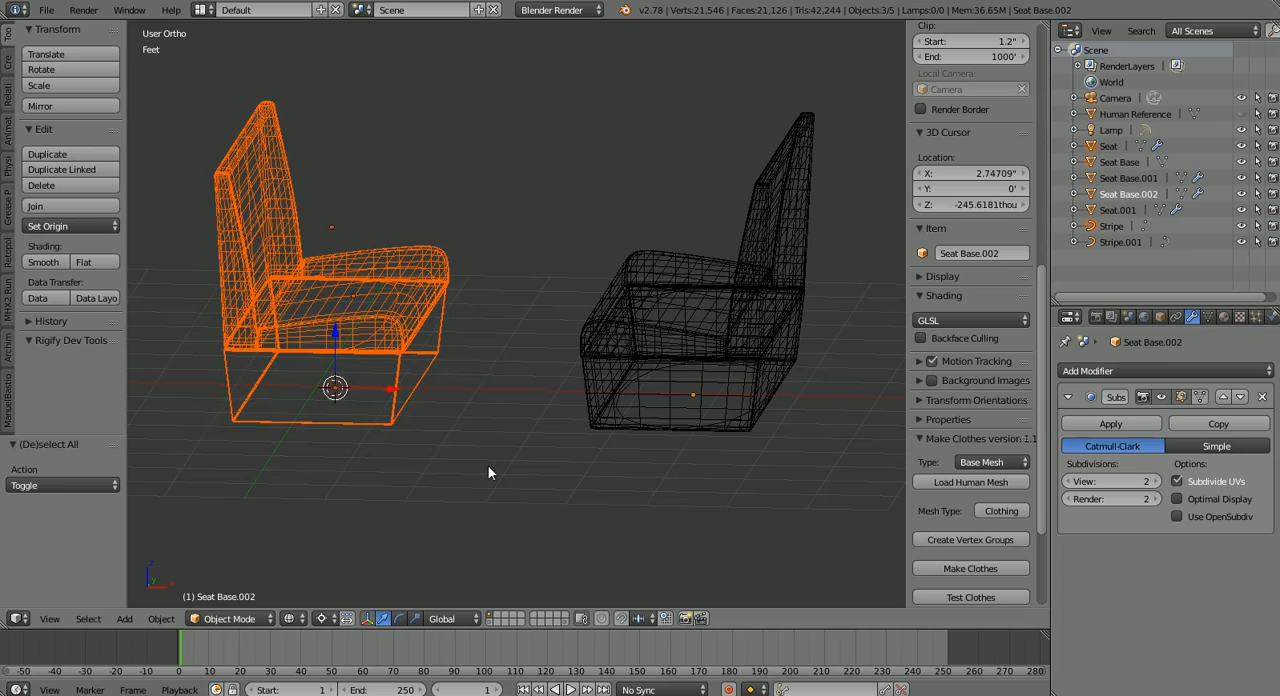 File Render Window Help Default Scene Blender Render v2.78 | Verts:21,546 | Faces:21,126 | Tris:42,244 | Objects:3/5 | Lamps:0/0 | Mem:36.65M | Seat Base.002
Transform
Translate
Rotate
Scale
Mirror
Edit
Duplicate
Duplicate Linked
Delete
Join
Set Origin
Shading:
Smooth Flat
Data Transfer:
Data Data Layo
History
Rigify Dev Tools
(De)select All
Action
Toggle
Too
Cre
Relati
Animat
Physi
Grease P
Retopol
MHX2 Run
Archim
ManuelBastio
User Ortho
Feet
(1) Seat Base.002
Clip:
Start: 1.2"
End: 1000'
Local Camera:
Camera
Render Border
3D Cursor
Location:
X: 2.74709"
Y: 0'
Z: -245.6181thou
Item
Seat Base.002
Display
Shading
GLSL
Backface Culling
Motion Tracking
Background Images
Transform Orientations
Properties
Make Clothes version: 1.1
Type: Base Mesh
Load Human Mesh
Mesh Type: Clothing
Create Vertex Groups
Make Clothes
Test Clothes
View Search All Scenes
Scene
RenderLayers
World
Camera
Human Reference
Lamp
Seat
Seat Base
Seat Base.001
Seat Base.002
Seat.001
Stripe
Stripe.001
Seat Base.002
Add Modifier
Subs
Apply Copy
Catmull-Clark Simple
Subdivisions: Options:
View: 2 Subdivide UVs
Render: 2 Optimal Display
Use OpenSubdiv
View Select Add Object Object Mode Global
-50 -40 -30 -20 -10 0 10 20 30 40 50 60 70 80 90 100 110 120 130 140 150 160 170 180 190 200 210 220 230 240 250 260 270 280
View Marker Frame Playback Start: 1 End: 250 1 No Sync